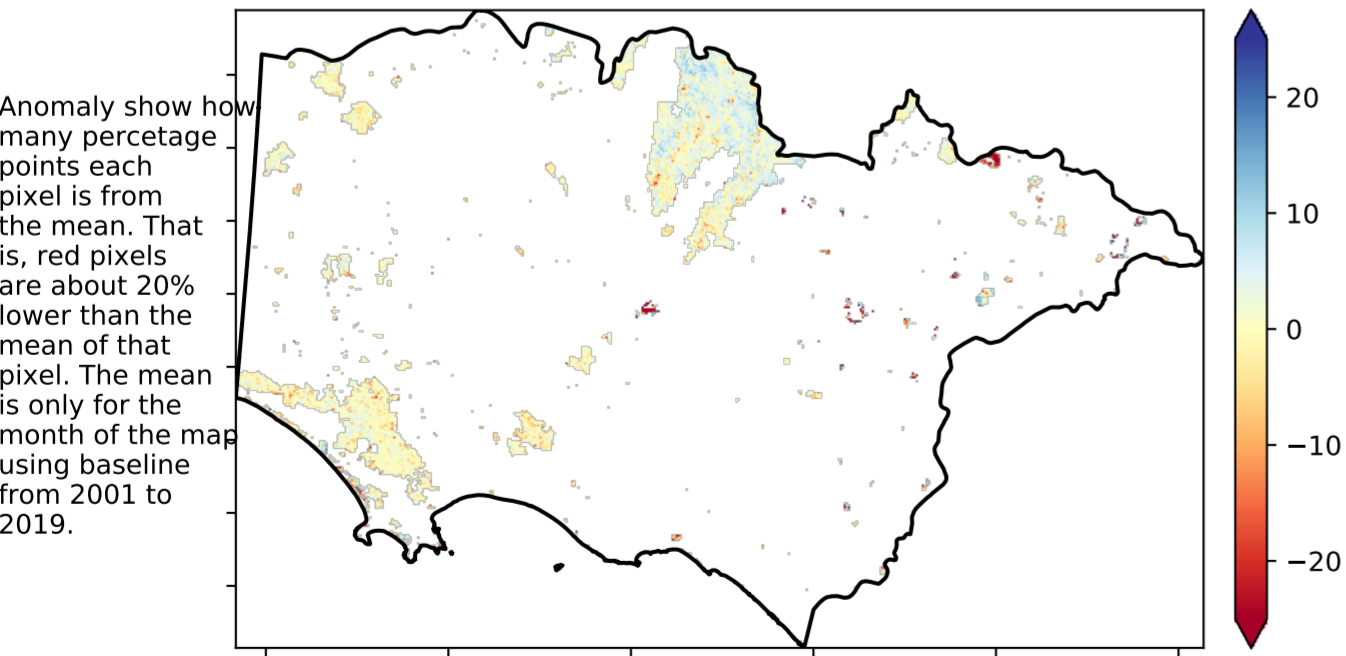 Anomaly show how
many percetage
points each
pixel is from
the mean. That
is, red pixels
are about 20%
lower than the
mean of that
pixel. The mean
is only for the
month of the map
using baseline
from 2001 to
2019.
20
10
0
−10
−20